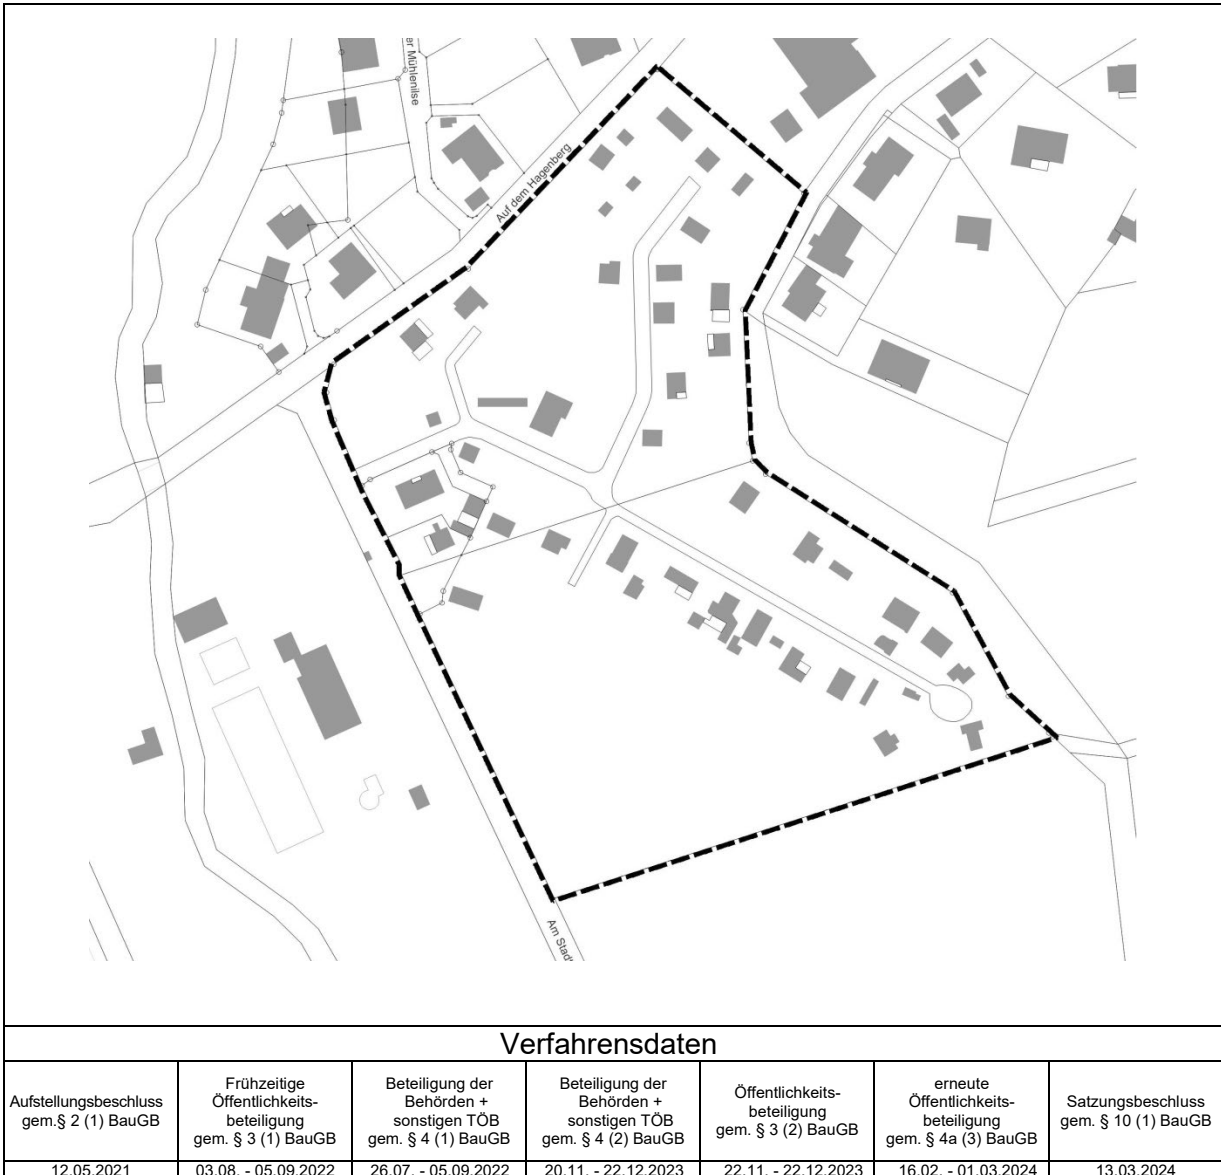 er Mühlenilse
Auf dem Hagenberg
Am Stadt
Verfahrensdaten
Aufstellungsbeschluss
gem.§ 2 (1) BauGB
Frühzeitige
Öffentlichkeits-
beteiligung
gem. § 3 (1) BauGB
Beteiligung der
Behörden +
sonstigen TÖB
gem. § 4 (1) BauGB
Beteiligung der
Behörden +
sonstigen TÖB
gem. § 4 (2) BauGB
Öffentlichkeits-
beteiligung
gem. § 3 (2) BauGB
erneute
Öffentlichkeits-
beteiligung
gem. § 4a (3) BauGB
Satzungsbeschluss
gem. § 10 (1) BauGB
12.05.2021
03.08. - 05.09.2022
26.07. - 05.09.2022
20.11. - 22.12.2023
22.11. - 22.12.2023
16.02. - 01.03.2024
13.03.2024